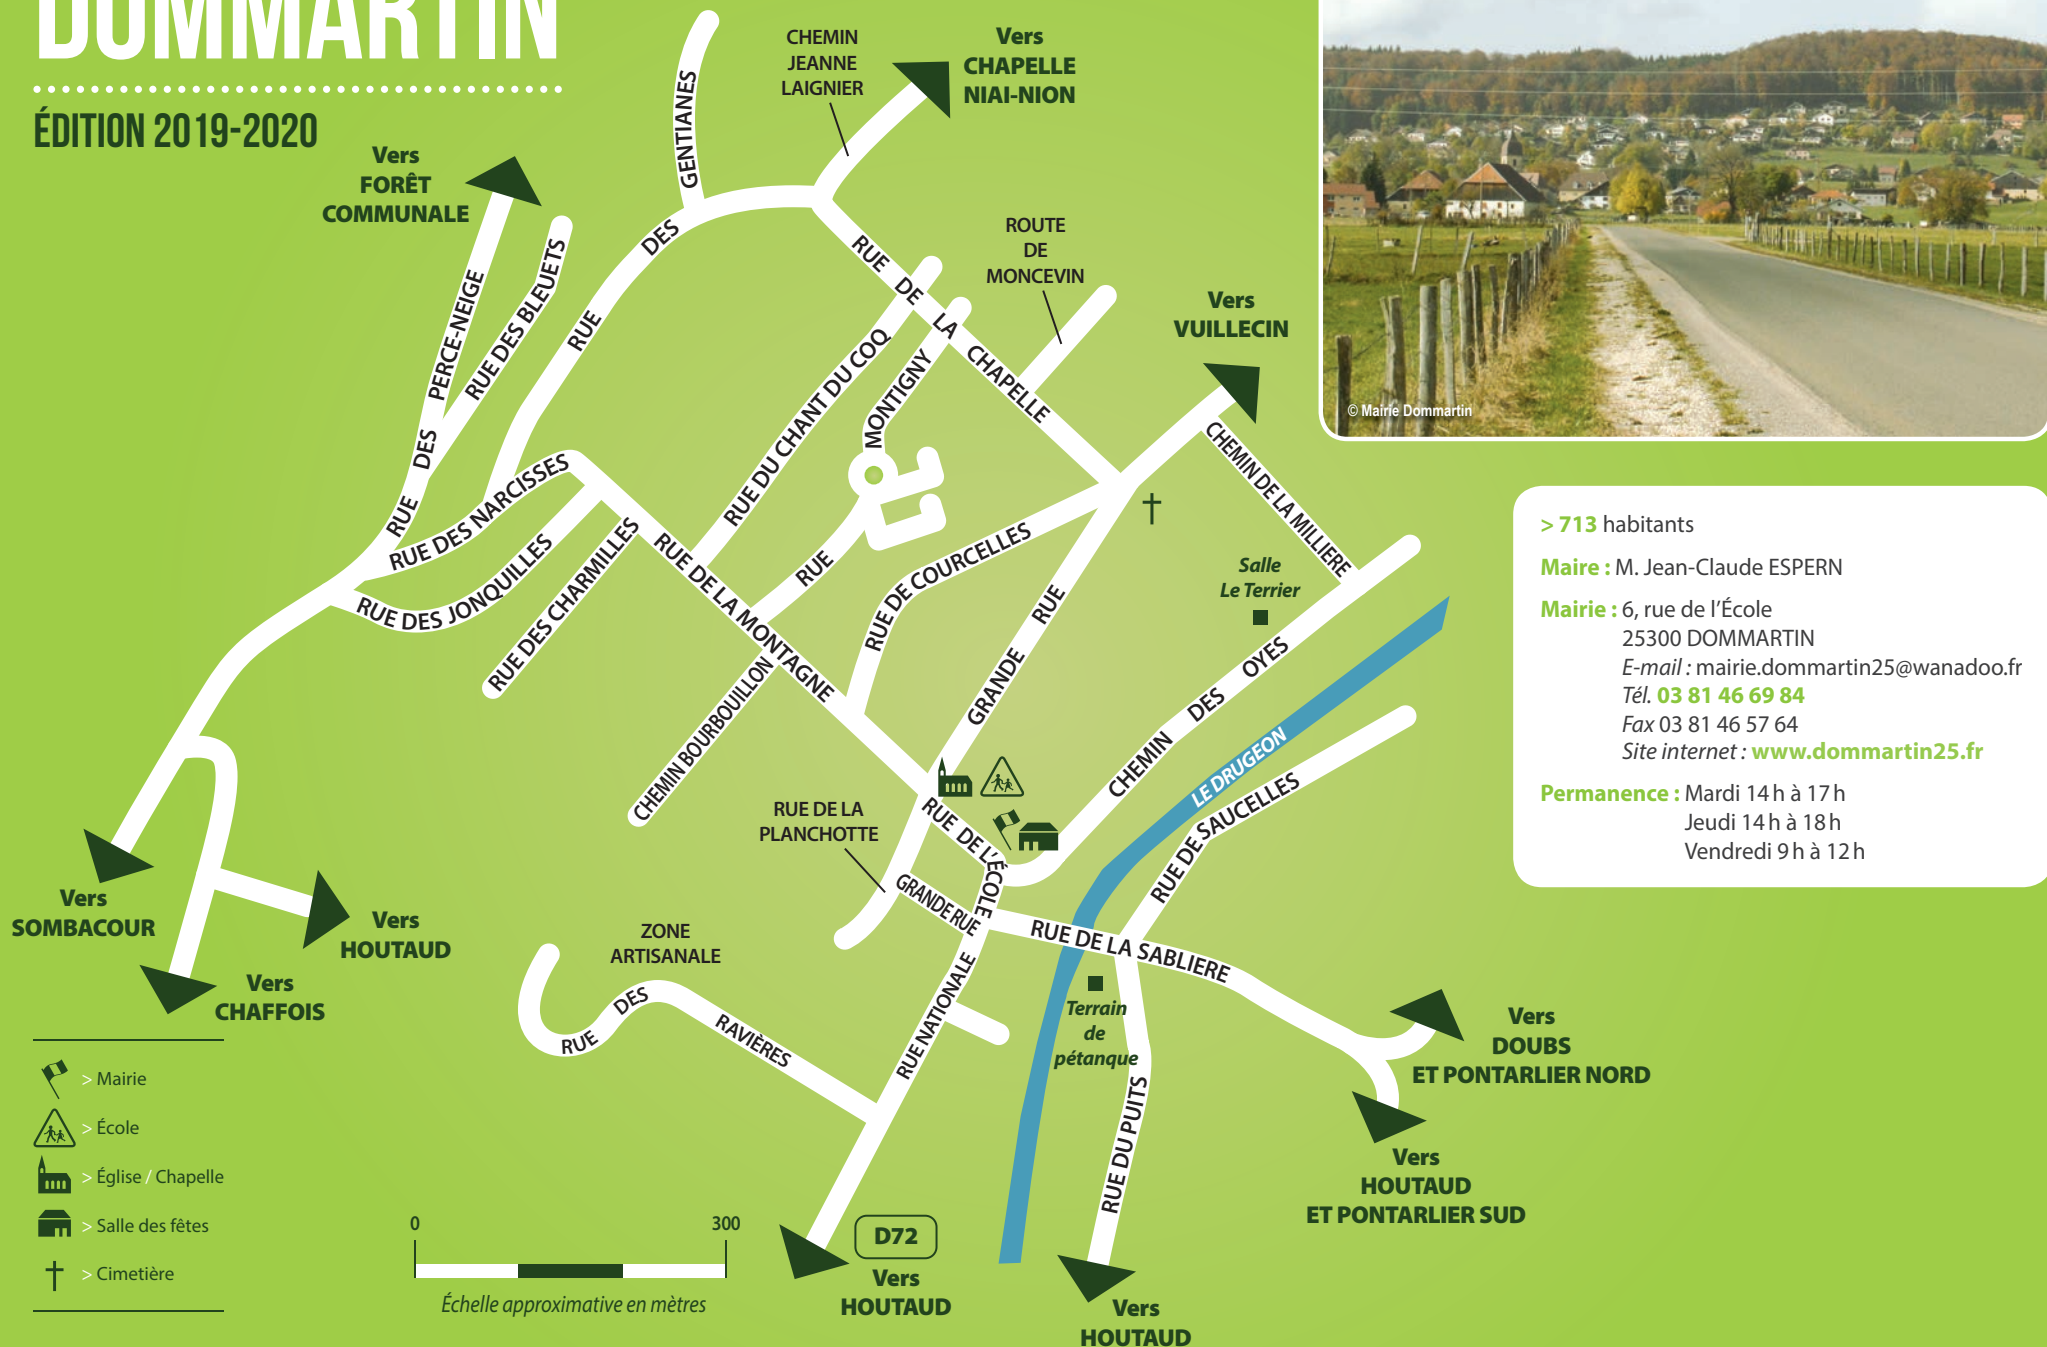 DOMMARTIN
ÉDITION 2019-2020
Vers
FORÊT
COMMUNALE
CHEMIN
JEANNE
LAIGNIER
Vers
CHAPELLE
NIAI-NION
ROUTE
DE
MONCEVIN
Vers
VUILLECIN
RUE DES GENTIANES
RUE DES PERCE-NEIGE
RUE DES BLEUETS
RUE DE LA CHAPELLE
RUE DU CHANT DU COQ
RUE MONTIGNY
RUE DES NARCISSES
RUE DES JONQUILLES
RUE DES CHARMILLES
RUE DE LA MONTAGNE
CHEMIN BOURBOUILLON
RUE DE COURCELLES
GRANDE RUE
CHEMIN DE LA MILLIERE
Salle
Le Terrier
CHEMIN DES OYES
LE DRUGEON
RUE DE SAUCELLES
RUE DE LA
PLANCHOTTE
RUE DE L'ÉCOLE
GRANDE RUE
RUE DE LA SABLIERE
RUE NATIONALE
ZONE
ARTISANALE
RUE DES RAVIÈRES
Terrain
de
pétanque
RUE DU PUITS
Vers
SOMBACOUR
Vers
HOUTAUD
Vers
CHAFFOIS
Vers
DOUBS
ET PONTARLIER NORD
Vers
HOUTAUD
ET PONTARLIER SUD
D72
Vers
HOUTAUD
Vers
HOUTAUD
> Mairie
> École
> Église / Chapelle
> Salle des fêtes
> Cimetière
0 300
Échelle approximative en mètres
© Mairie Dommartin
> 713 habitants
Maire : M. Jean-Claude ESPERN
Mairie : 6, rue de l'École
25300 DOMMARTIN
E-mail : mairie.dommartin25@wanadoo.fr
Tél. 03 81 46 69 84
Fax 03 81 46 57 64
Site internet : www.dommartin25.fr
Permanence : Mardi 14 h à 17 h
Jeudi 14 h à 18 h
Vendredi 9 h à 12 h